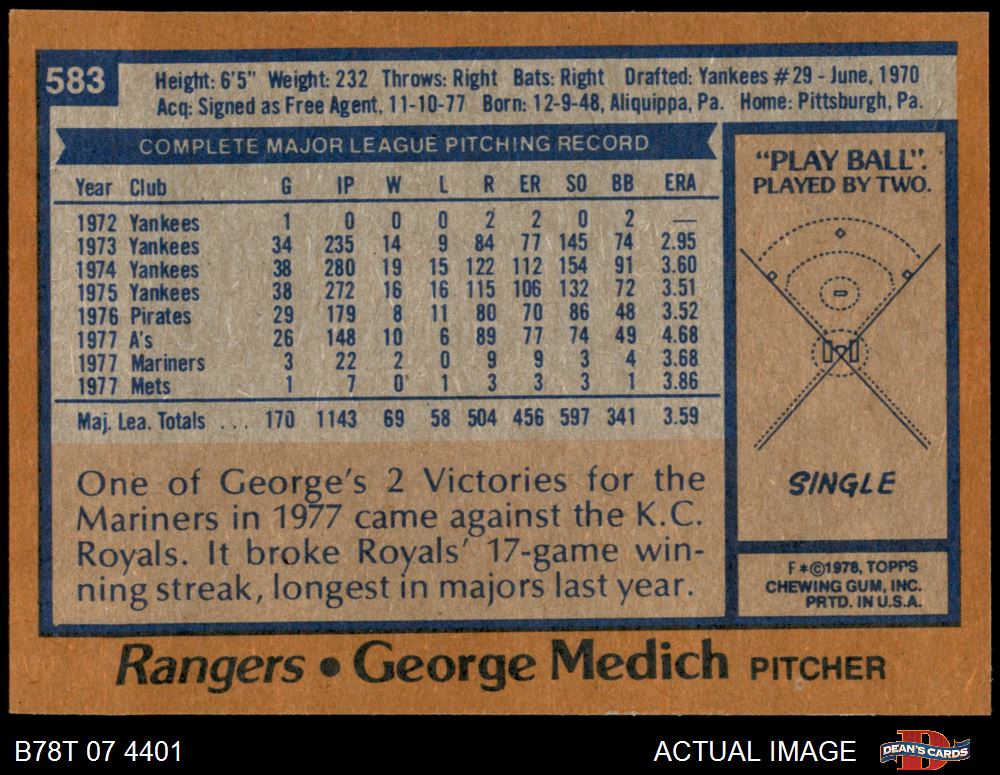 583
Height: 6'5" Weight: 232 Throws: Right Bats: Right Drafted: Yankees #29 - June, 1970
Acq: Signed as Free Agent, 11-10-77 Born: 12-9-48, Aliquippa, Pa. Home: Pittsburgh, Pa.
COMPLETE MAJOR LEAGUE PITCHING RECORD
Year Club G IP W L R ER SO BB ERA
1972 Yankees 1 0 0 0 2 2 0 2 —
1973 Yankees 34 235 14 9 84 77 145 74 2.95
1974 Yankees 38 280 19 15 122 112 154 91 3.60
1975 Yankees 38 272 16 16 115 106 132 72 3.51
1976 Pirates 29 179 8 11 80 70 86 48 3.52
1977 A's 26 148 10 6 89 77 74 49 4.68
1977 Mariners 3 22 2 0 9 9 3 4 3.68
1977 Mets 1 7 0 1 3 3 3 1 3.86
Maj. Lea. Totals ... 170 1143 69 58 504 456 597 341 3.59
One of George's 2 Victories for the
Mariners in 1977 came against the K.C.
Royals. It broke Royals' 17-game win-
ning streak, longest in majors last year.
"PLAY BALL".
PLAYED BY TWO.
SINGLE
F*©1978, TOPPS
CHEWING GUM, INC.
PRTD. IN U.S.A.
Rangers • George Medich PITCHER
B78T 07 4401
ACTUAL IMAGE
DEAN'S CARDS